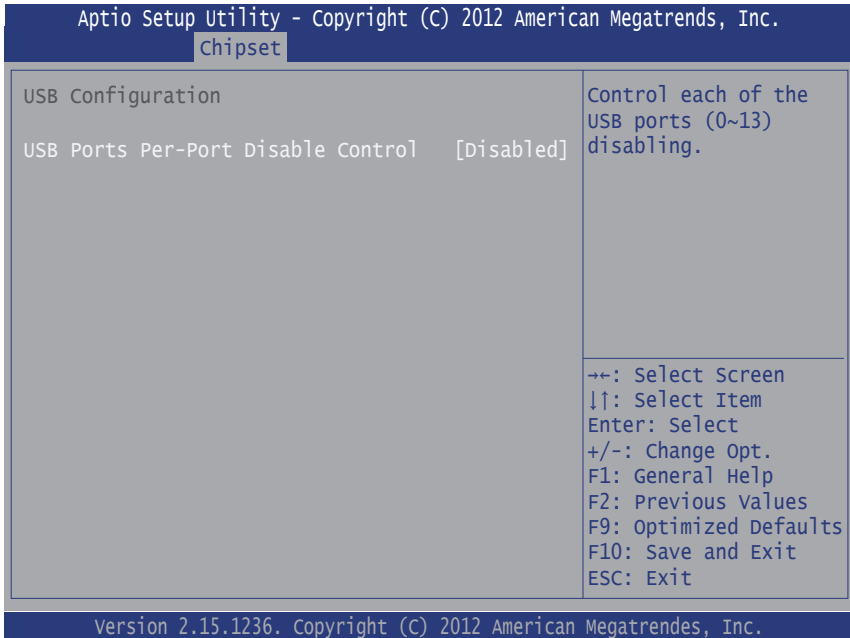 Aptio Setup Utility - Copyright (C) 2012 American Megatrends, Inc.
Chipset
USB Configuration
USB Ports Per-Port Disable Control [Disabled]
Control each of the
USB ports (0~13)
disabling.
→←: Select Screen
↓↑: Select Item
Enter: Select
+/-: Change Opt.
F1: General Help
F2: Previous Values
F9: Optimized Defaults
F10: Save and Exit
ESC: Exit
Version 2.15.1236. Copyright (C) 2012 American Megatrendes, Inc.